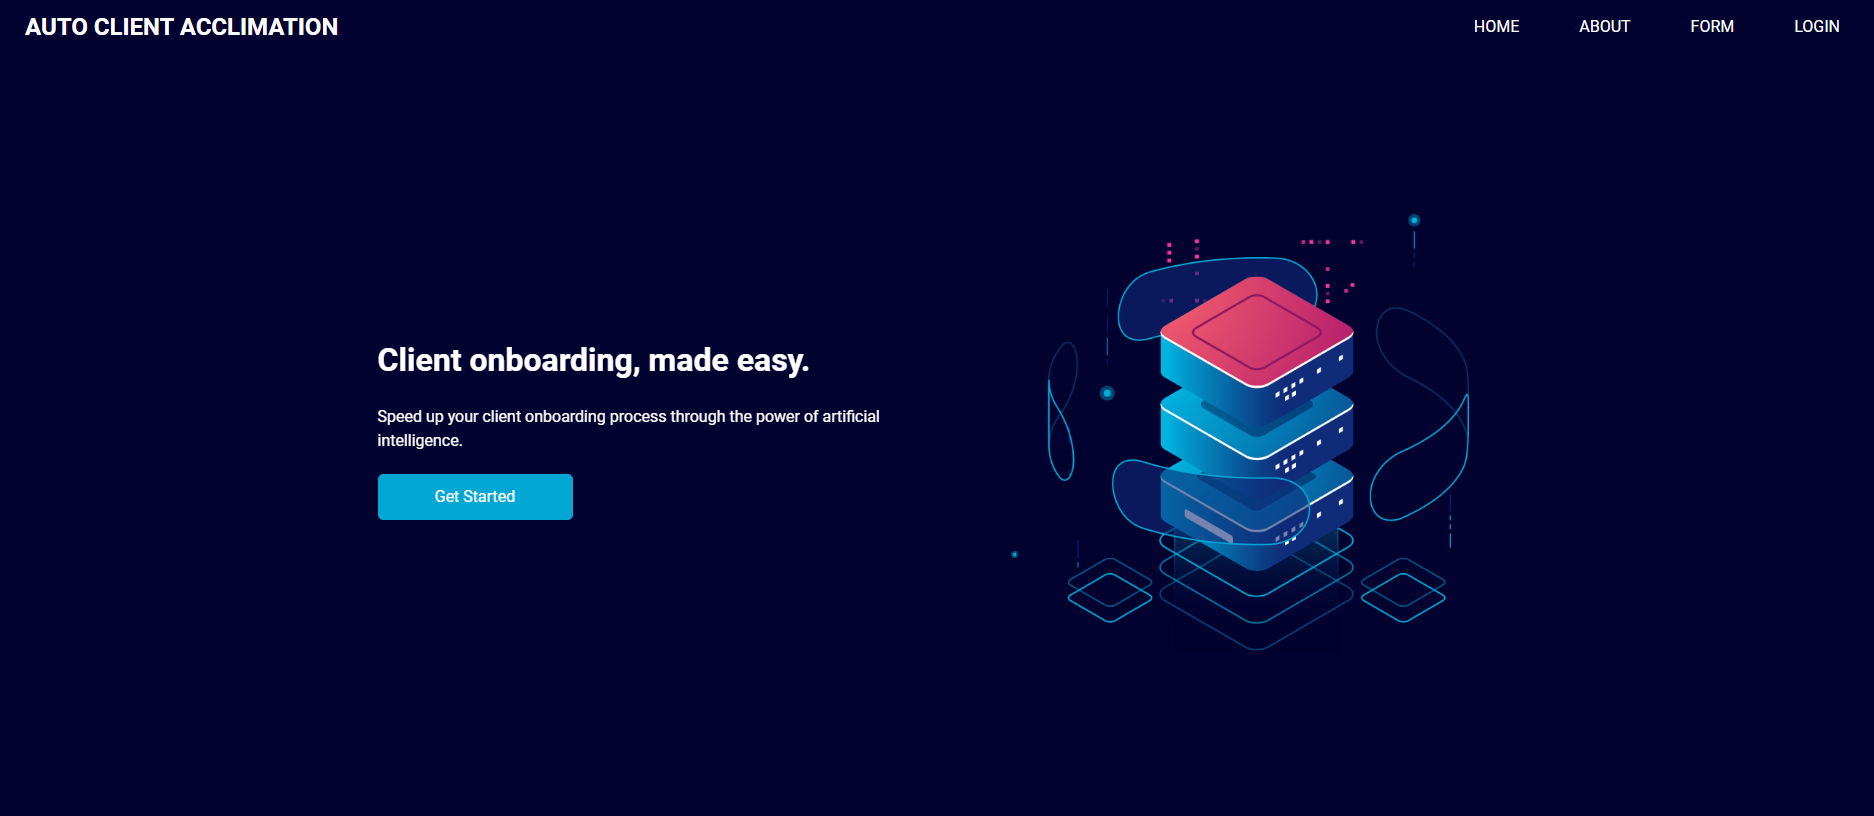 AUTO CLIENT ACCLIMATION
HOME ABOUT FORM LOGIN
Client onboarding, made easy.
Speed up your client onboarding process through the power of artificial
intelligence.
Get Started